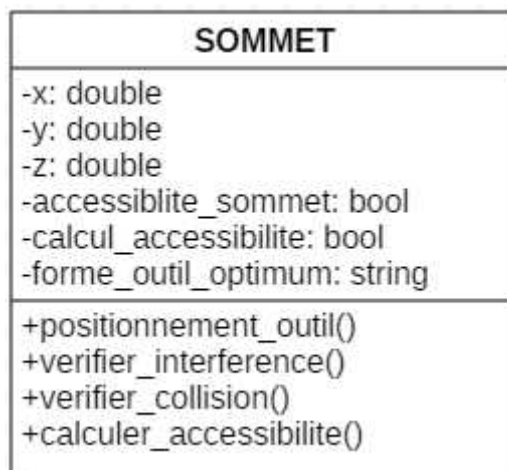 SOMMET
-x: double
-y: double
-z: double
-accessiblite_sommet: bool
-calcul_accessibilite: bool
-forme_outil_optimum: string
+positionnement_outil()
+verifier_interference()
+verifier_collision()
+calculer_accessibilite()